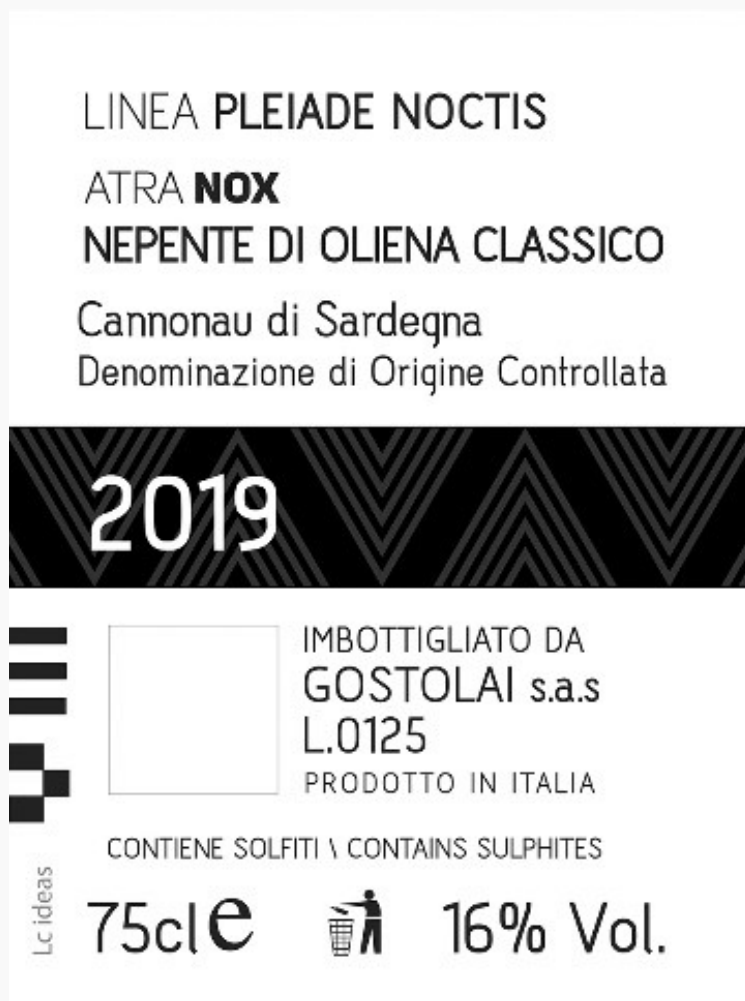 LINEA PLEIADE NOCTIS
ATRA NOX
NEPENTE DI OLIENA CLASSICO
Cannonau di Sardegna
Denominazione di Origine Controllata
2019
IMBOTTIGLIATO DA
GOSTOLAI s.a.s
L.0125
PRODOTTO IN ITALIA
CONTIENE SOLFITI \ CONTAINS SULPHITES
Lc ideas
75cl e 16% Vol.